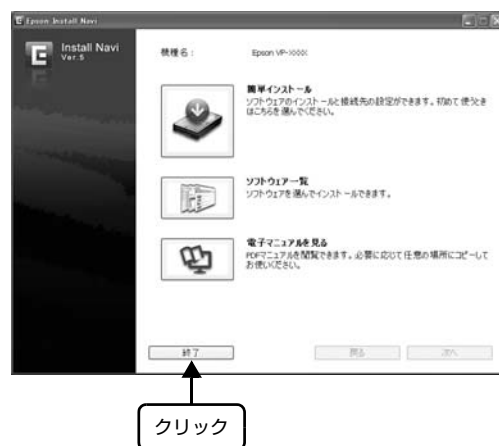 Epson Install Navi
Install Navi
Ver.5
機種名：
Epson VP-XXXX
簡単インストール
ソフトウェアのインストールと接続先の設定ができます。初めて使うとき
はこちらを選んでください。
ソフトウェア一覧
ソフトウェアを選んでインストールできます。
電子マニュアルを見る
PDFマニュアルを閲覧できます。必要に応じて任意の場所にコピーして
お使いください。
終了
戻る
次へ
クリック